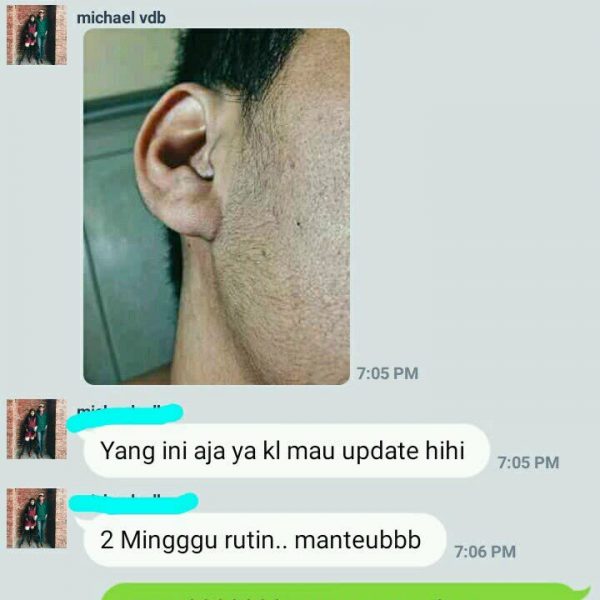 michael vdb
7:05 PM
Yang ini aja ya kl mau update hihi
7:05 PM
2 Mingggu rutin.. manteubbb
7:06 PM